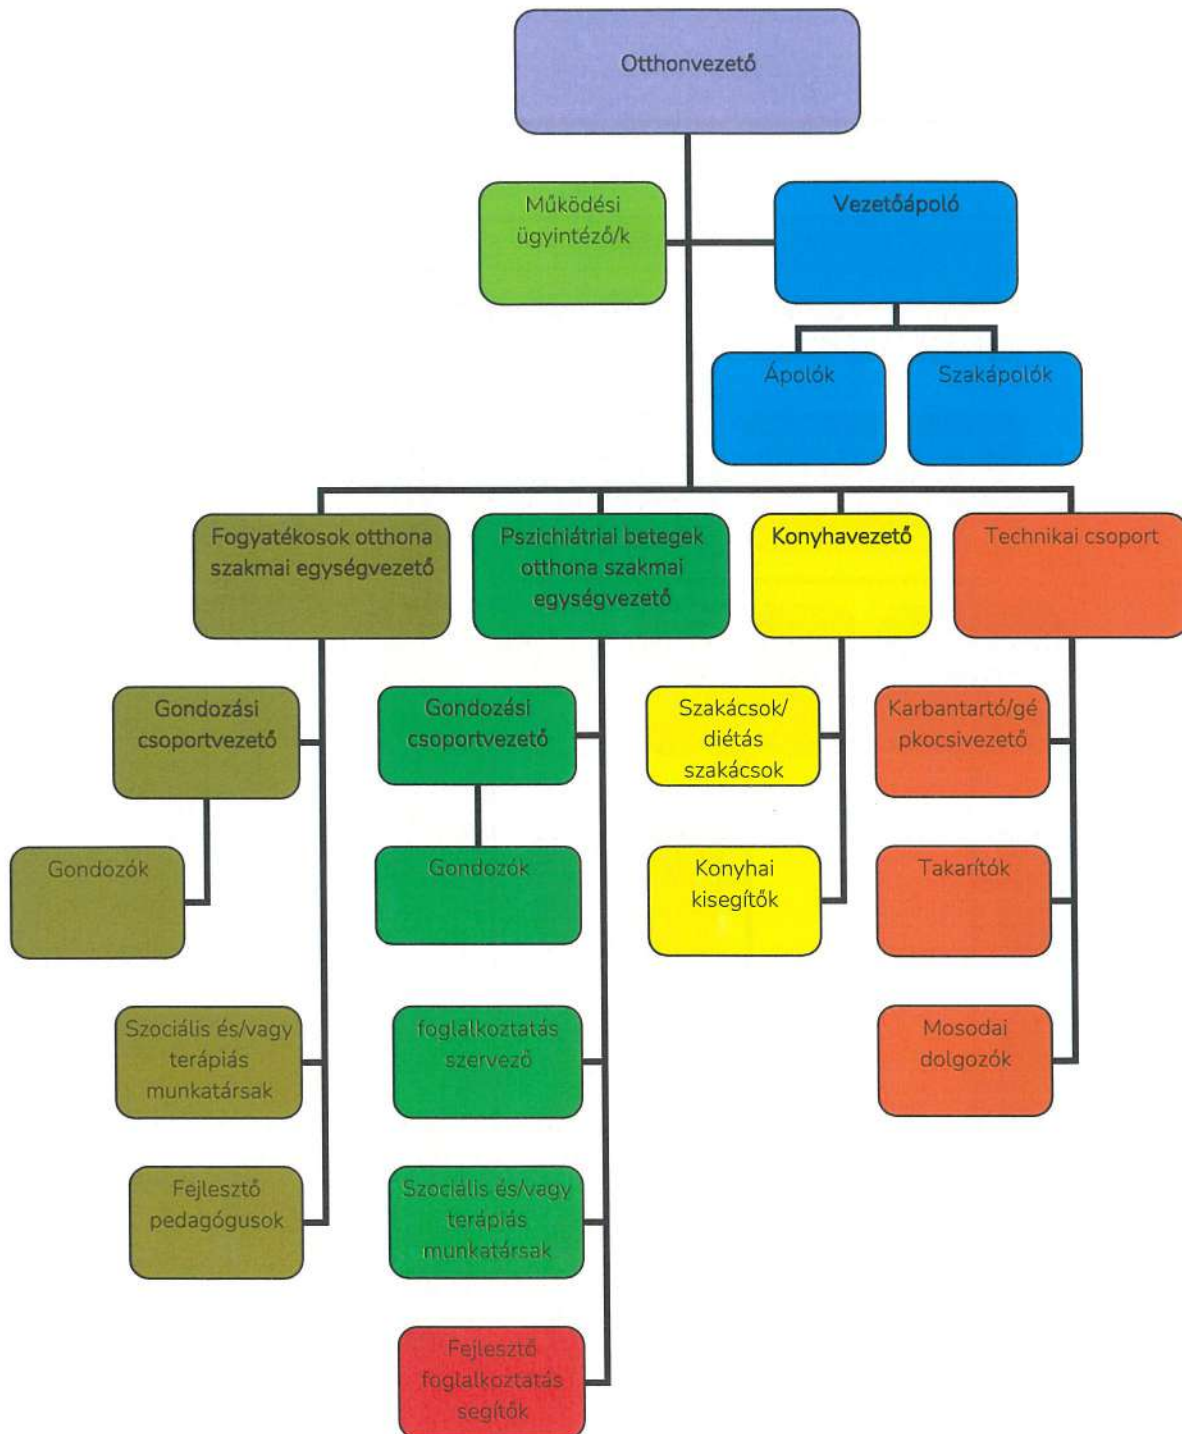 Otthonvezető
Működési
ügyintéző/k
Vezetőápoló
Ápolók
Szakápolók
Fogyatékosok otthona
szakmai egységvezető
Pszichiátriai betegek
otthona szakmai
egységvezető
Konyhavezető
Technikai csoport
Gondozási
csoportvezető
Gondozási
csoportvezető
Szakácsok/
diétás
szakácsok
Karbantartó/gé
pkocsivezető
Gondozók
Gondozók
Konyhai
kisegítők
Takarítók
Szociális és/vagy
terápiás
munkatársak
foglalkoztatás
szervező
Mosodai
dolgozók
Fejlesztő
pedagógusok
Szociális és/vagy
terápiás
munkatársak
Fejlesztő
foglalkoztatás
segítők